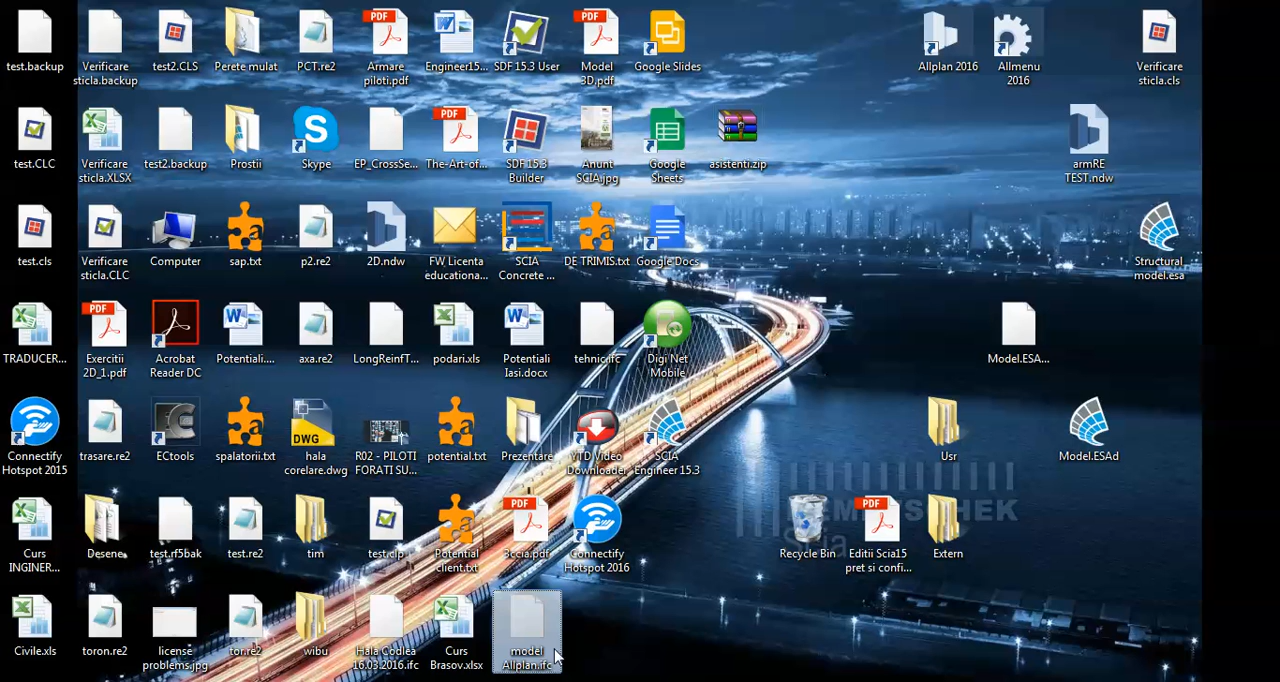 test.backup
Verificare
sticla.backup
test2.CLS
Perete mulat
PCT.re2
Armare
piloti.pdf
Engineer15...
SDF 15.3 User
Model
3D.pdf
Google Slides
Allplan 2016
Allmenu
2016
Verificare
sticla.cls
test.CLC
Verificare
sticla.XLSX
test2.backup
Prostii
Skype
EP_CrossSe...
The-Art-of-...
SDF 15.3
Builder
Anunt
SCIA.jpg
Google
Sheets
asistenti.zip
armRE
TEST.ndw
test.cls
Verificare
sticla.CLC
Computer
sap.txt
p2.re2
2D.ndw
FW Licenta
educationa...
SCIA
Concrete ...
DE TRIMIS.txt
Google Docs
Structural
model.esa
TRADUCER...
Exercitii
2D_1.pdf
Acrobat
Reader DC
Potentiali....
axa.re2
LongReinfT...
podari.xls
Potentiali
Iasi.docx
tehnic.ifc
Digi Net
Mobile
Model.ESA...
Connectify
Hotspot 2015
trasare.re2
ECtools
spalatorii.txt
DWG
hala
corelare.dwg
R02 - PILOTI
FORATI SU...
potential.txt
Prezentare
YTD Video
Downloader
SCIA
Engineer 15.3
Usr
Model.ESAd
Curs
INGINER...
Desene
test.rf5bak
test.re2
tim
test.clp
Potential
client.txt
3ccia.pdf
Connectify
Hotspot 2016
Recycle Bin
Editii Scia15
pret si confi...
Extern
NEMETSCHEK
Scia
Civile.xls
toron.re2
license
problems.jpg
tor.re2
wibu
Hala Codlea
16.03.2016.ifc
Curs
Brasov.xlsx
model
Allplan.ifc